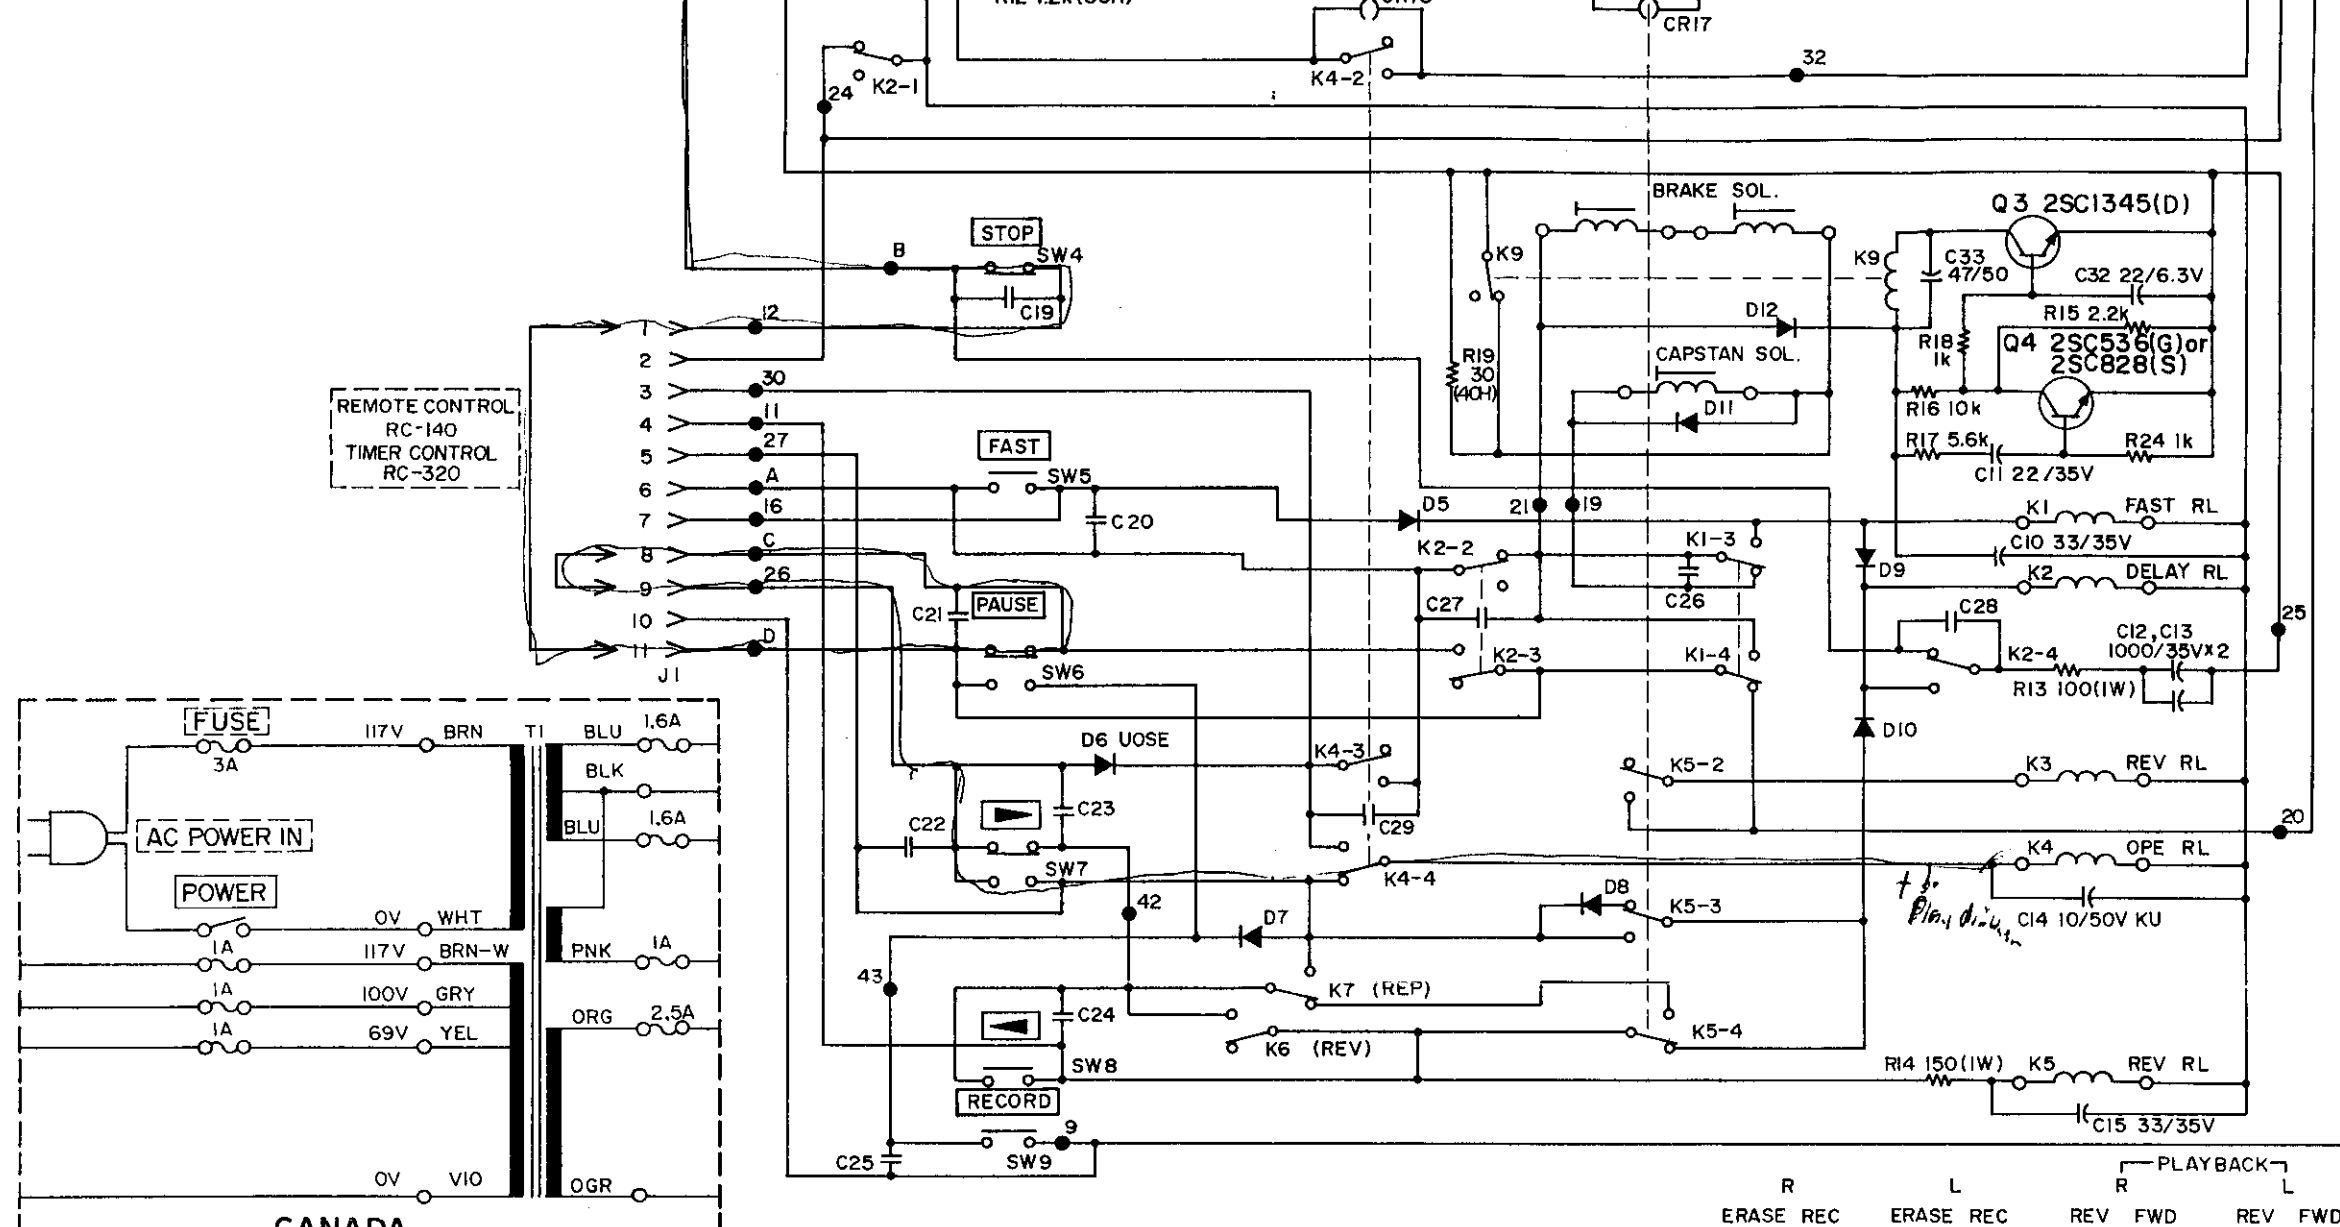 CR17
32
K4-2
K2-1
24
BRAKE SOL.
Q3 2SC1345(D)
STOP
B
SW4
K9
K9
C33
47/50
C32 22/6.3V
C19
12
1
D12
R15 2.2k
R18
1k
Q4 2SC536(G)or
2SC828(S)
2
R19
30
(40H)
CAPSTAN SOL.
30
3
REMOTE CONTROL
RC-140
TIMER CONTROL
RC-320
11
4
D11
R16 10k
27
5
FAST
R17 5.6k
R24 1k
C11 22/35V
A
6
SW5
16
7
C20
D5
21
19
K1
FAST RL
C
8
K2-2
K1-3
C10 33/35V
26
9
D9
K2
DELAY RL
C21
PAUSE
C27
C26
C28
25
10
D
11
J1
SW6
K2-3
K1-4
K2-4
C12,C13
1000/35V×2
R13 100(1W)
FUSE
3A
117V
BRN
T1
BLU
1.6A
D6 UOSE
K4-3
D10
BLK
K5-2
K3
REV RL
AC POWER IN
BLU
1.6A
C23
C22
C29
20
SW7
K4-4
K4
OPE RL
POWER
0V
WHT
42
D7
D8
K5-3
C14 10/50V KU
1A
117V
BRN-W
PNK
1A
43
1A
100V
GRY
K7 (REP)
C24
1A
69V
YEL
ORG
2.5A
K6 (REV)
K5-4
SW8
R14 150(1W)
K5
REV RL
RECORD
C15 33/35V
9
SW9
C25
0V
VIO
OGR
PLAYBACK
R
L
R
L
ERASE REC
ERASE REC
REV FWD
REV FWD
CANADA